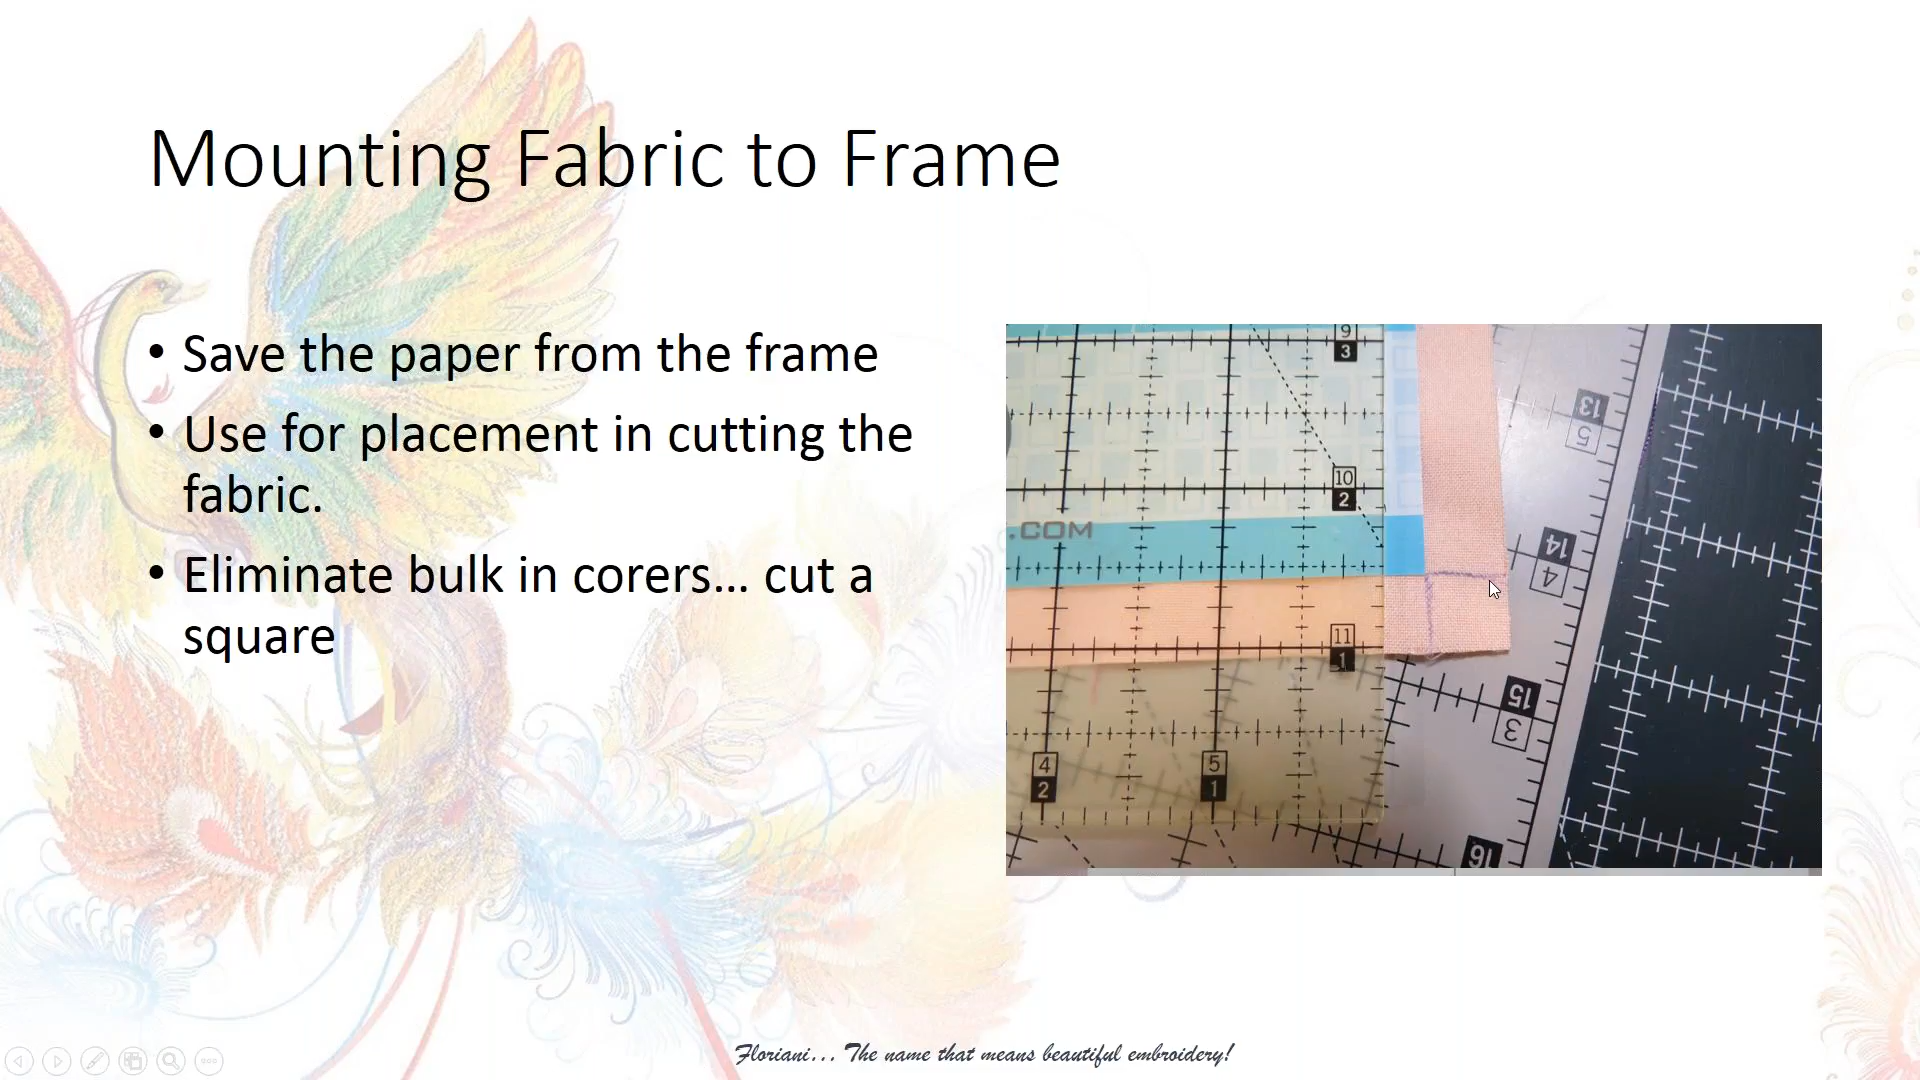 Mounting Fabric to Frame
• Save the paper from the frame
• Use for placement in cutting the
fabric.
• Eliminate bulk in corers... cut a
square
9
3
13
5
10
2
.COM
14
4
11
1
15
3
4
2
5
1
16
Floriani... The name that means beautiful embroidery!